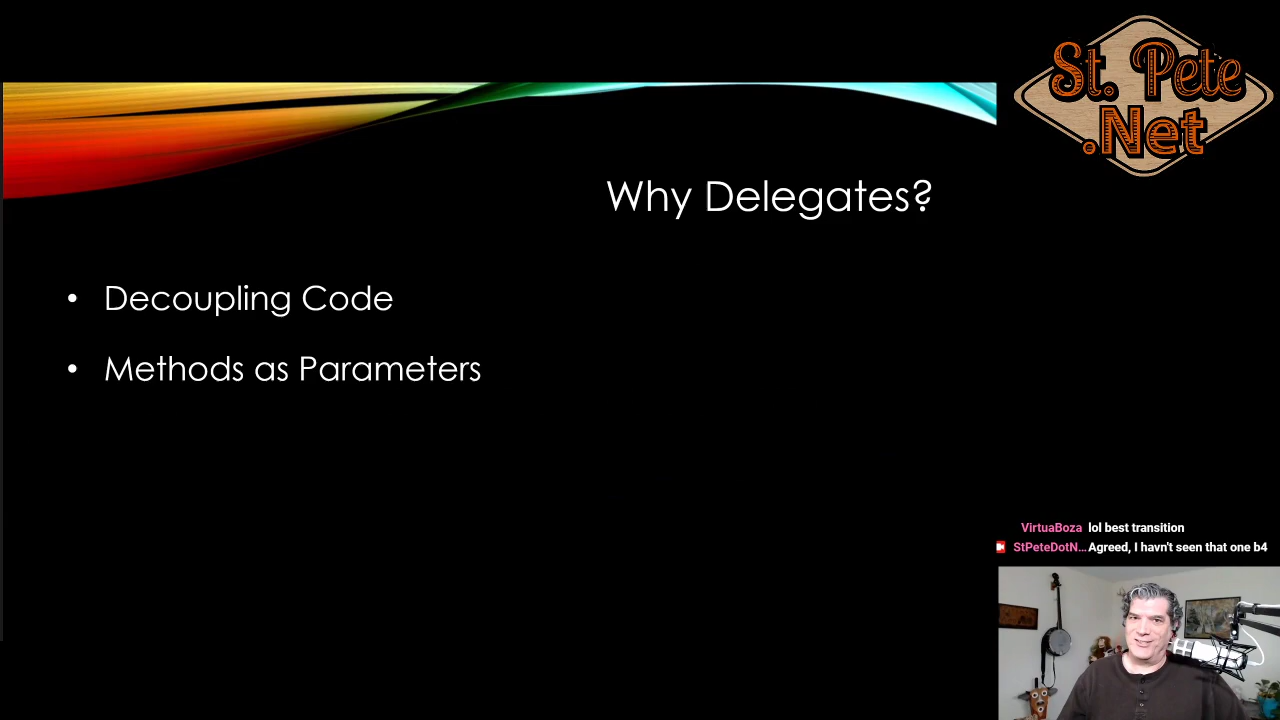 St. Pete
.Net
Why Delegates?
• Decoupling Code
• Methods as Parameters
VirtuaBoza lol best transition
StPeteDotN... Agreed, I havn't seen that one b4